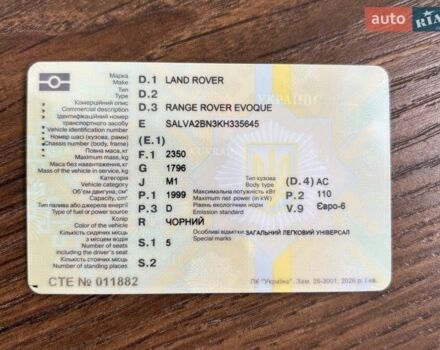 auto RIA
Марка
Make
D.1 LAND ROVER
Тип
Type
D.2
Комерційний опис
Commercial description
D.3 RANGE ROVER EVOQUE
Ідентифікаційний номер
транспортного засобу
Vehicle identification number
E SALVA2BN3KH335645
Номер шасі (кузова, рами)
Chassis number (body, frame)
(E.1)
Повна маса, кг
Maximum mass, kg
F.1 2350
Маса без навантаження, кг
Mass of the vehicle in service, kg
G 1796
Категорія
Vehicle category
J M1
Тип кузова
Body type
(D.4) AC
Об'єм двигуна, см³
Capacity, cm³
P.1 1999
Максимальна потужність кВт
Maximum net power (in kW)
P.2 110
Тип палива або джерела енергії
Type of fuel or power source
P.3 D
Рівень екологічних норм
Emission standard
V.9 Євро-6
Колір
Color of the vehicle
R ЧОРНИЙ
Особливі відмітки
Special marks
ЗАГАЛЬНИЙ ЛЕГКОВИЙ УНІВЕРСАЛ
Кількість сидячих місць
з місцем водія
Number of seats
including the driver's seat
S.1 5
Кількість стоячих місць
Number of standing places
S.2
СТЕ № 011882
ПК "Україна". Зам. 26-3001. 2026 р. I кв.